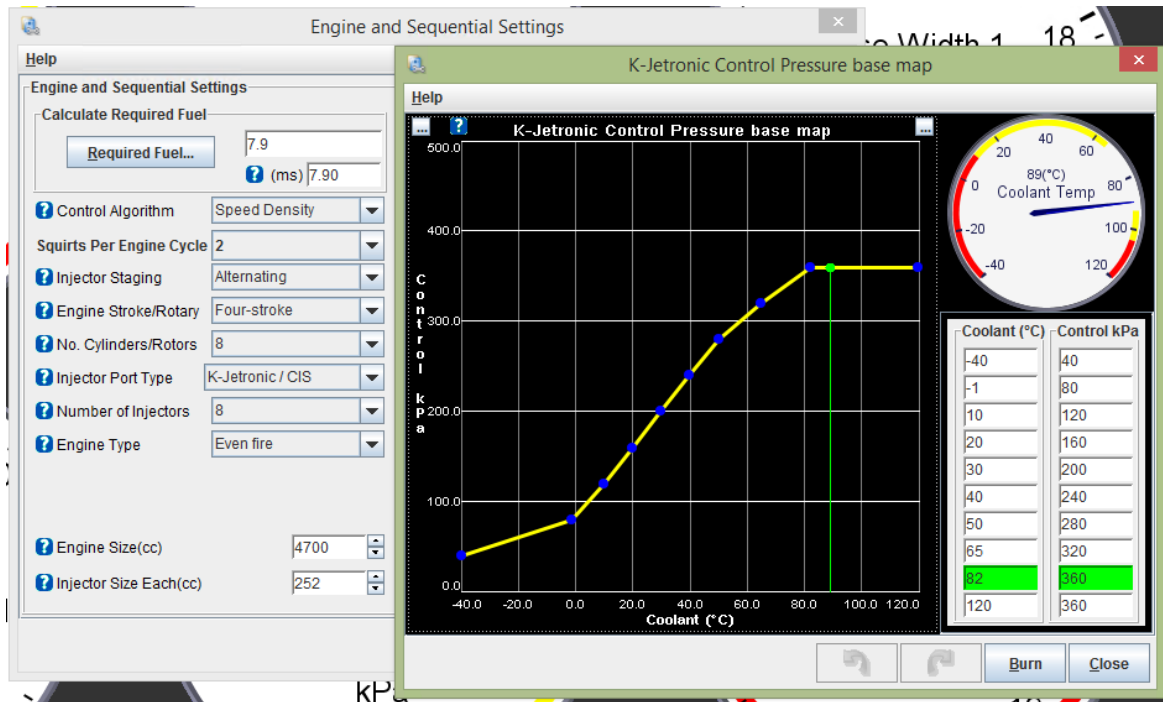 Engine and Sequential Settings
Help
Engine and Sequential Settings
Calculate Required Fuel
Required Fuel...
7.9
(ms) 7.90
Control Algorithm Speed Density
Squirts Per Engine Cycle 2
Injector Staging Alternating
Engine Stroke/Rotary Four-stroke
No. Cylinders/Rotors 8
Injector Port Type K-Jetronic / CIS
Number of Injectors 8
Engine Type Even fire
Engine Size(cc) 4700
Injector Size Each(cc) 252
Width 1
18
K-Jetronic Control Pressure base map
Help
... ? K-Jetronic Control Pressure base map ...
500.0
400.0
300.0
200.0
100.0
0.0
Control kPa
-40.0 -20.0 0.0 20.0 40.0 60.0 80.0 100.0 120.0
Coolant (°C)
-40 -20 0 20 40 60 80 100 120
89(°C)
Coolant Temp
Coolant (°C) Control kPa
-40 40
-1 80
10 120
20 160
30 200
40 240
50 280
65 320
82 360
120 360
Burn Close
kPa